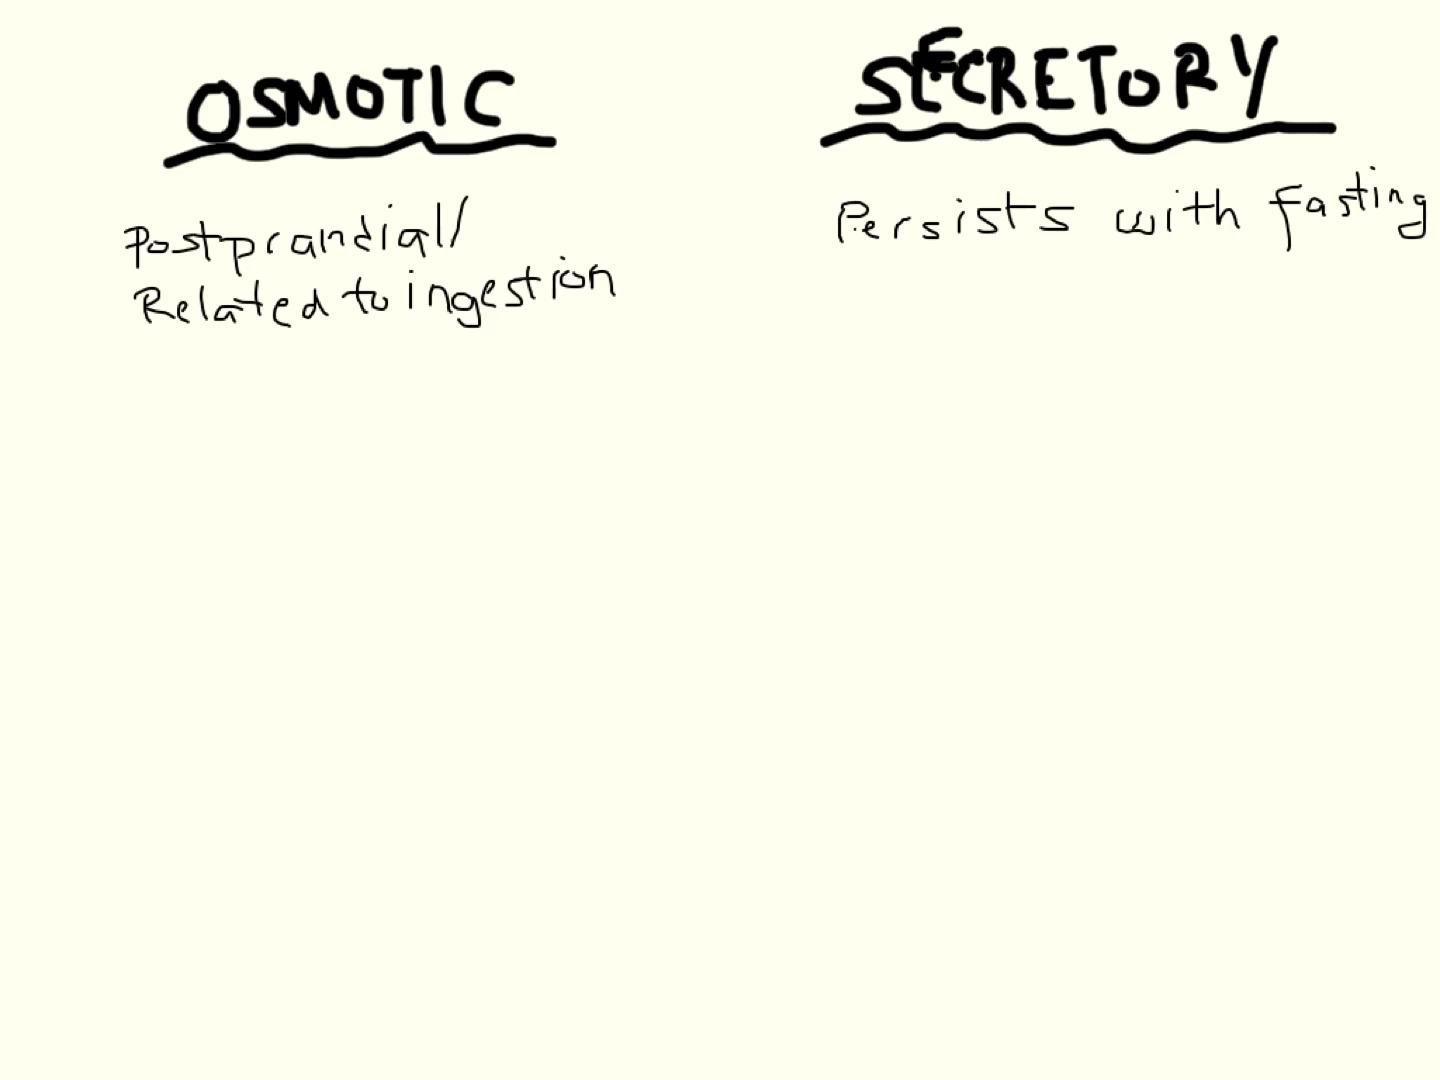 OSMOTIC
SECRETORY
Postprandial/
Related to ingestion
Persists with fasting